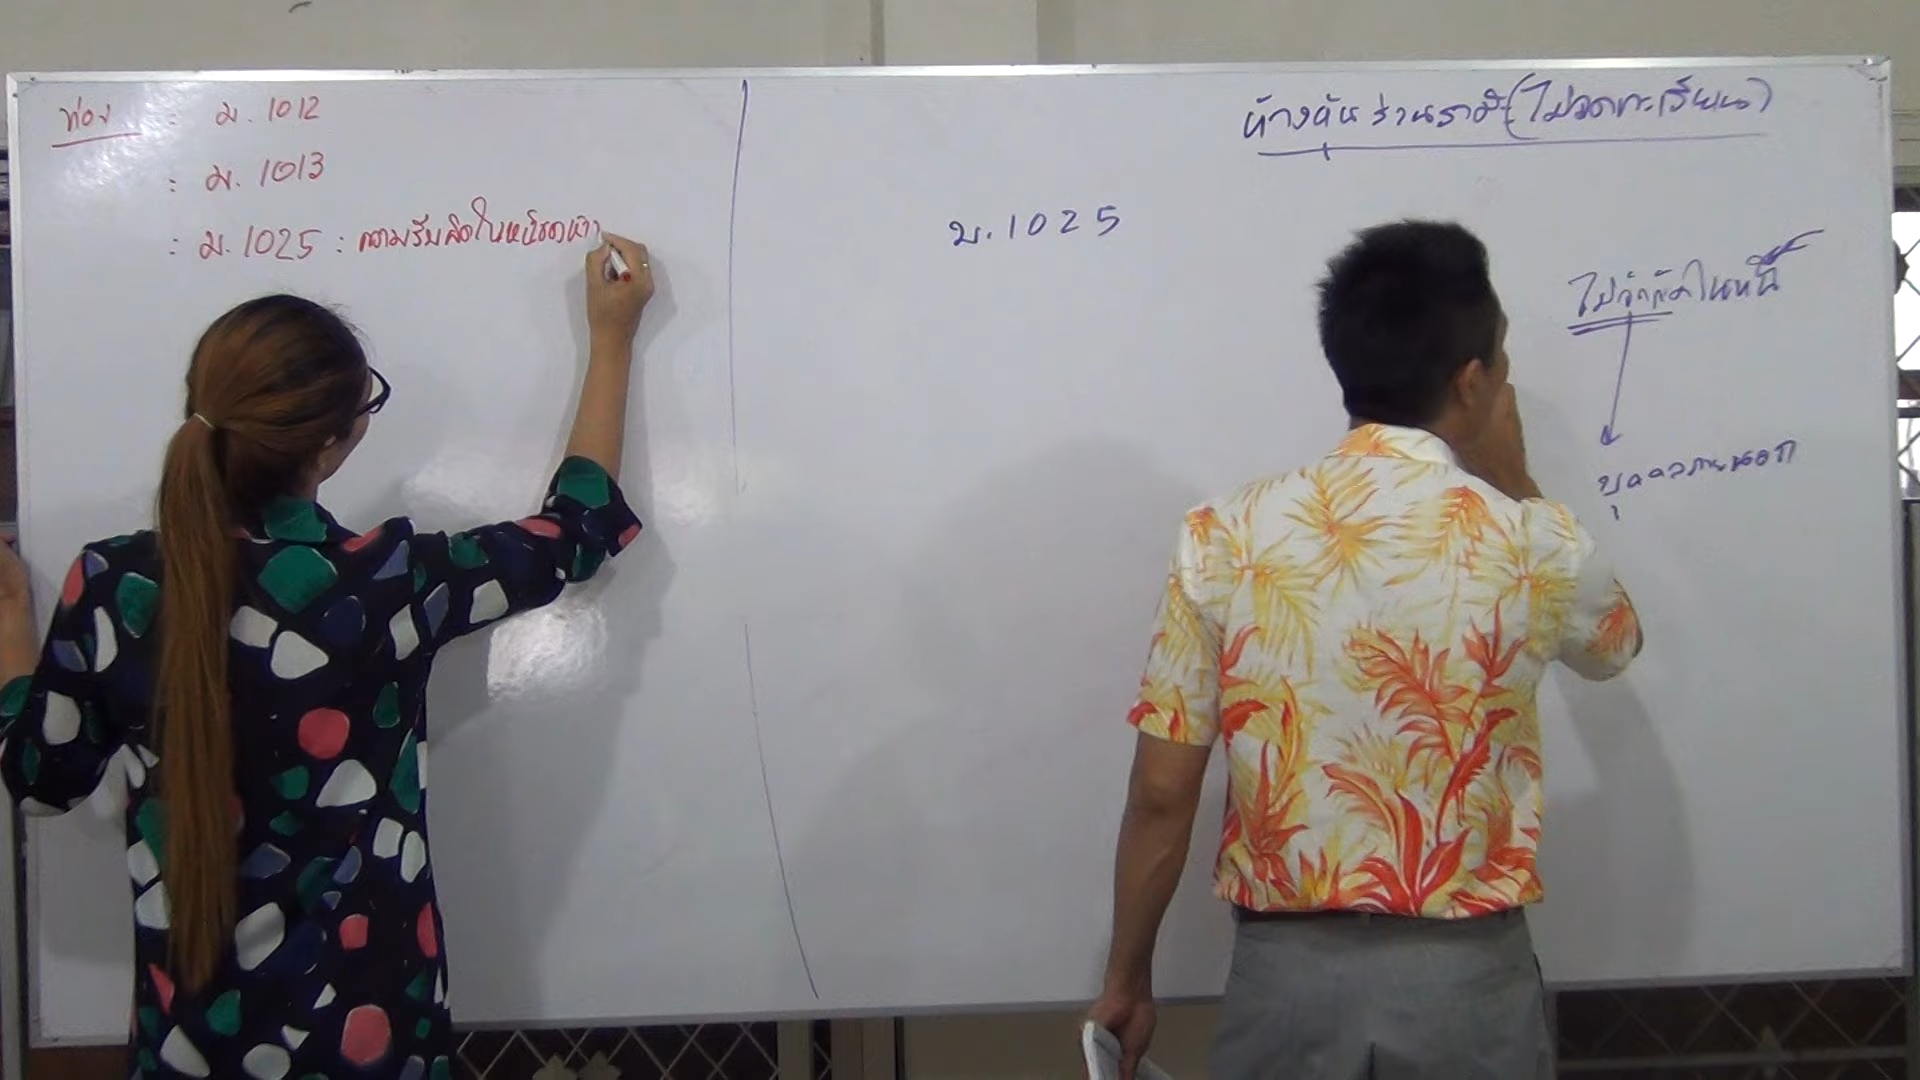 ท่อง : ม. 1012
: ม. 1013
: ม. 1025 : ความรับผิดในหนี้ของห้าง
ห้างหุ้นส่วนสามัญ (ไม่จดทะเบียน)
ม. 1025
ไม่จำกัดในหนี้
บุคคลภายนอก